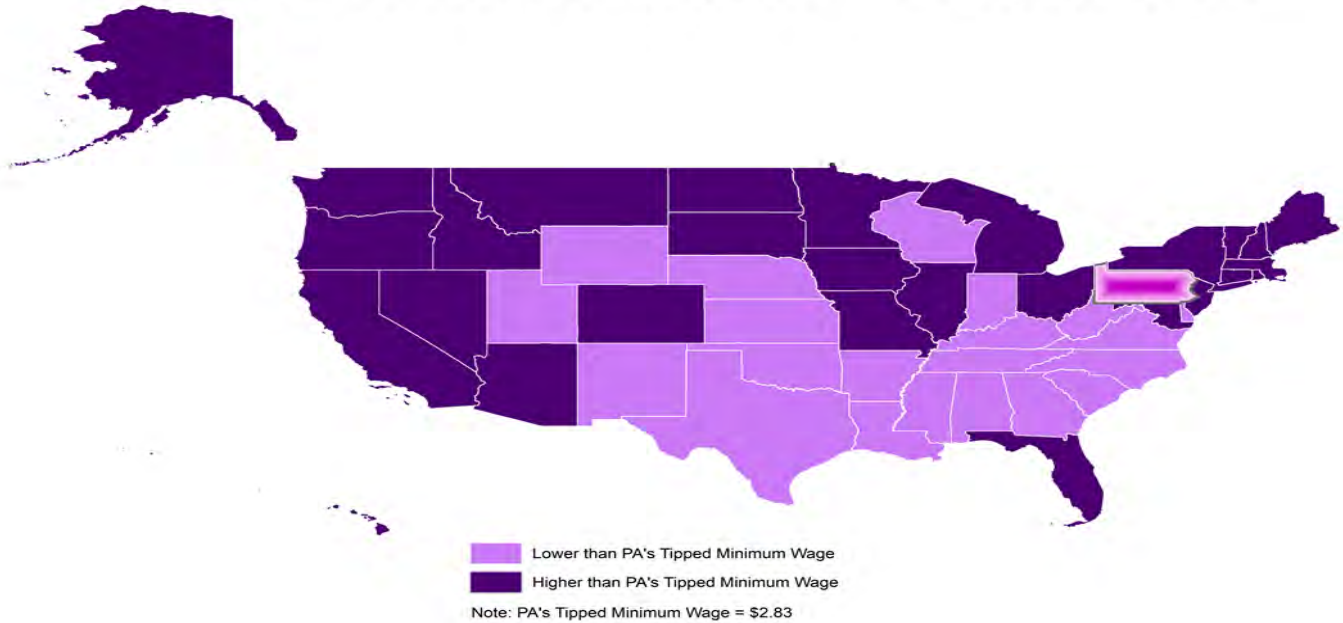 Lower than PA's Tipped Minimum Wage
Higher than PA's Tipped Minimum Wage
Note: PA's Tipped Minimum Wage = $2.83